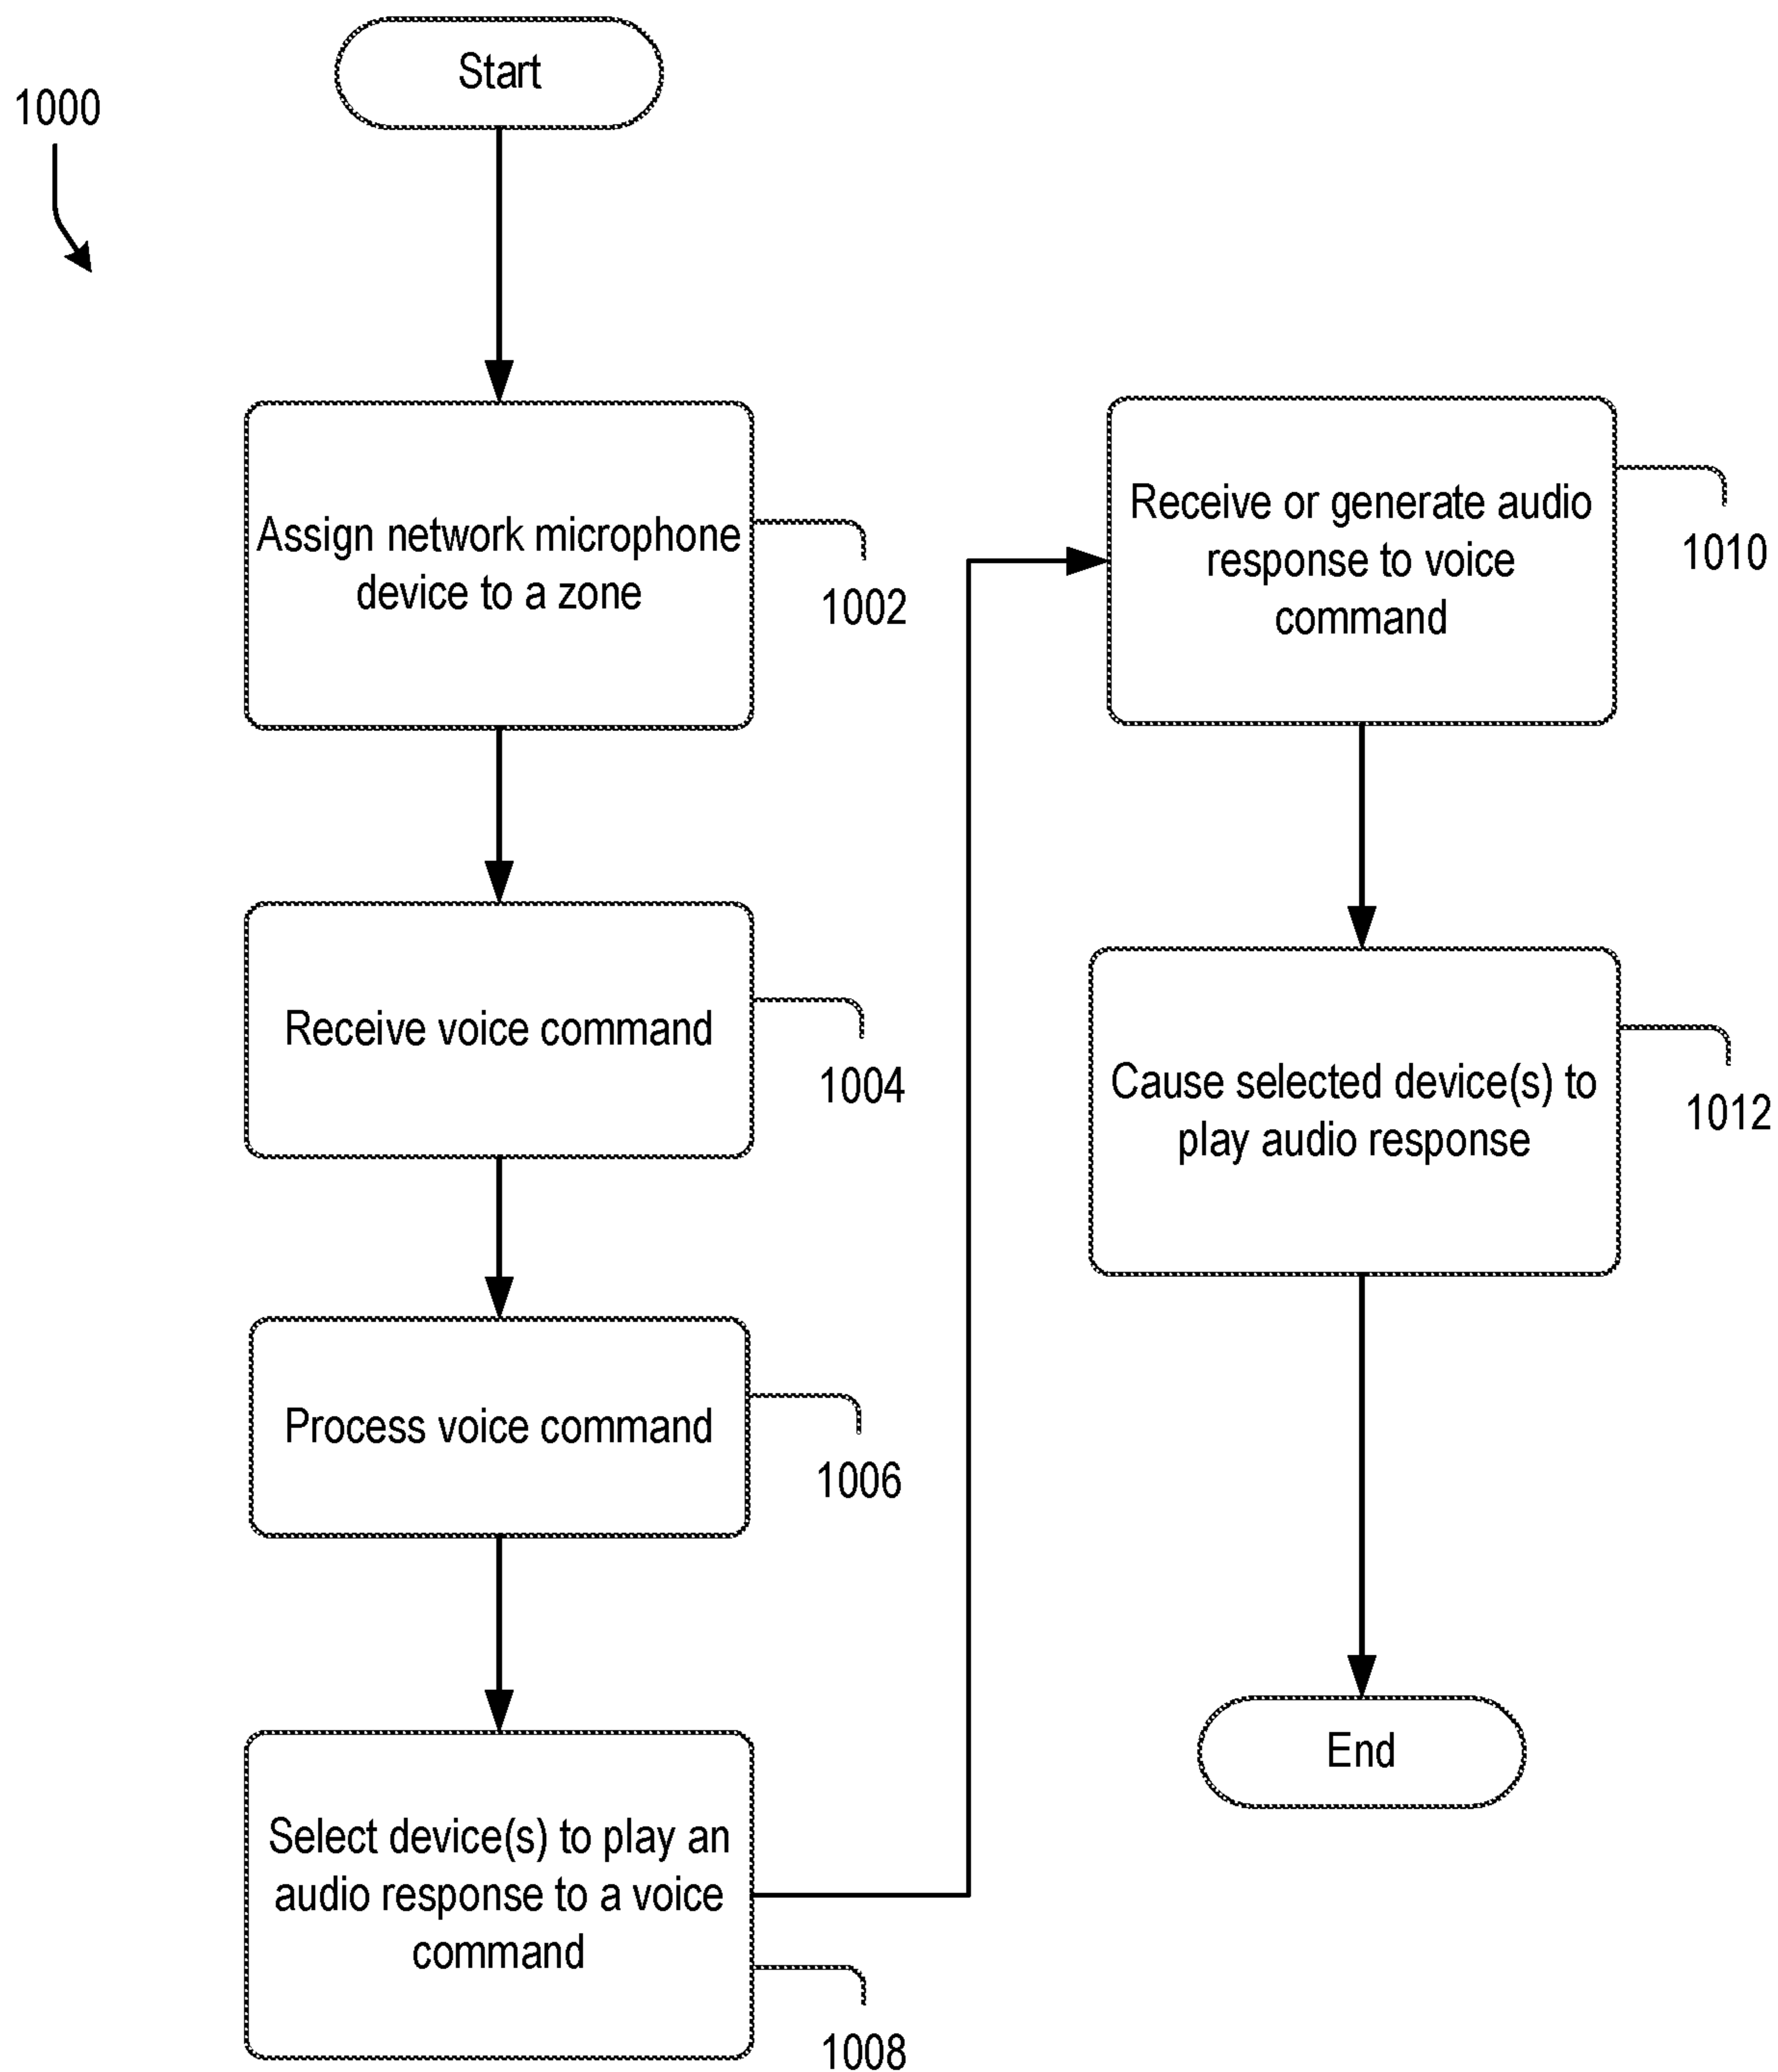 1000
Start
Assign network microphone
device to a zone
1002
Receive voice command
1004
Process voice command
1006
Select device(s) to play an
audio response to a voice
command
1008
Receive or generate audio
response to voice
command
1010
Cause selected device(s) to
play audio response
1012
End